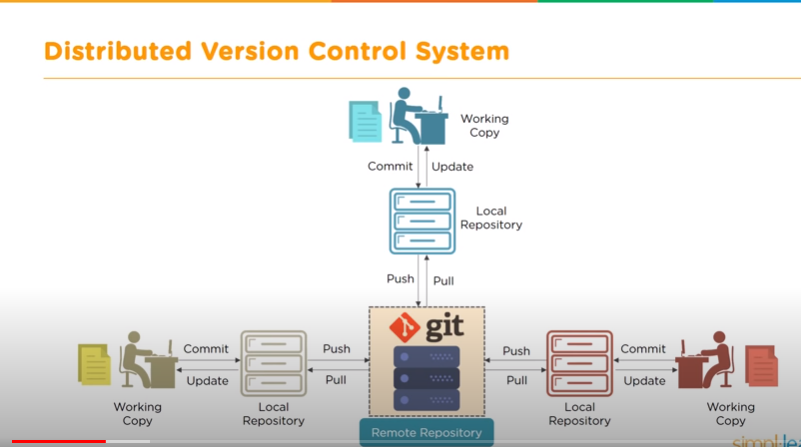 Distributed Version Control System
Working
Copy
Commit
Update
Local
Repository
Push
Pull
git
Commit
Update
Push
Pull
Push
Pull
Commit
Update
Working
Copy
Local
Repository
Remote Repository
Local
Repository
Working
Copy